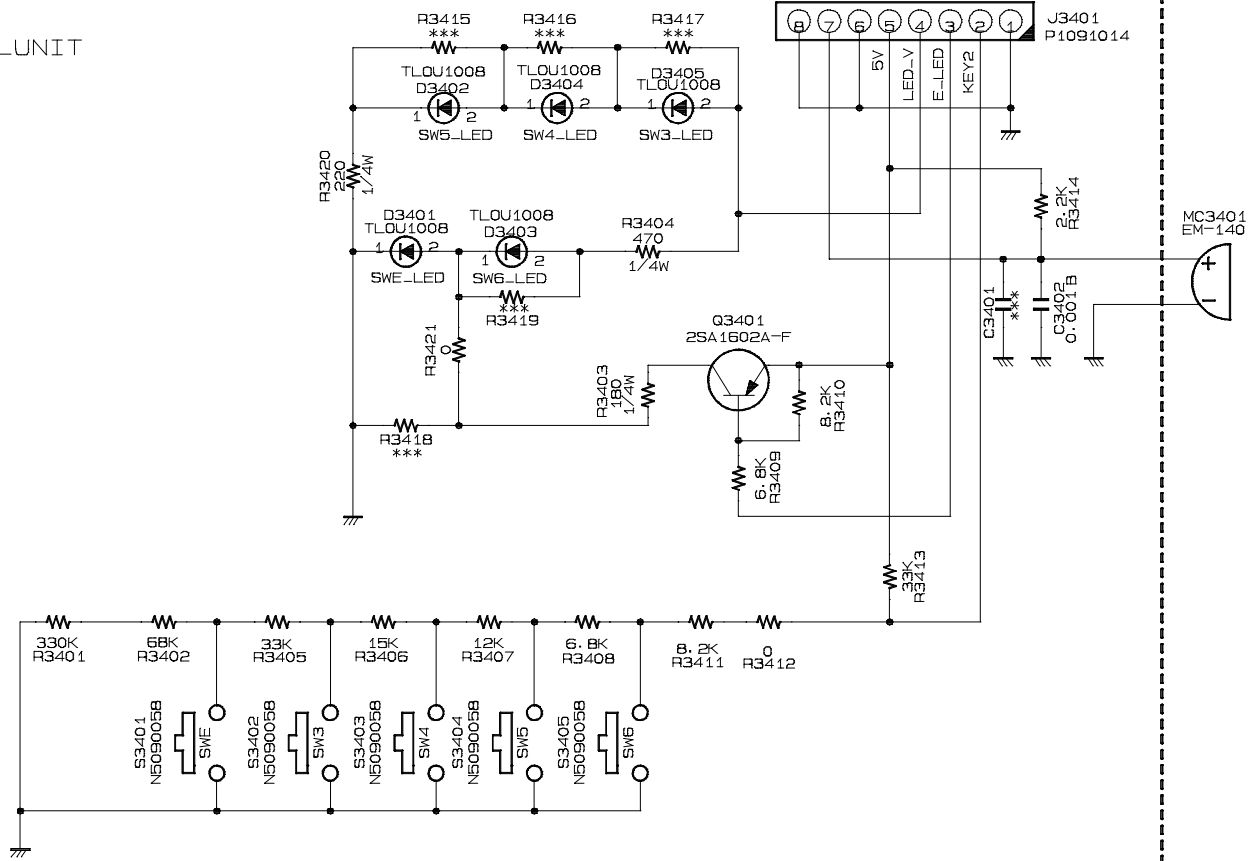 _UNIT
R3415
***
R3416
***
R3417
***
TLOU1008
D3402
1 2
SW5_LED
TLOU1008
D3404
1 2
SW4_LED
D3405
TLOU1008
1 2
SW3_LED
8 7 6 5 4 3 2 1
J3401
P1091014
5V
LED_V
E_LED
KEY2
R3420
220
1/4W
D3401
TLOU1008
1 2
SWE_LED
TLOU1008
D3403
1 2
SW6_LED
R3404
470
1/4W
***
R3419
R3421
0
R3418
***
R3403
180
1/4W
Q3401
2SA1602A-F
8.2K
R3410
6.8K
R3409
2.2K
R3414
C3401
***
C3402
0.001 B
MC3401
EM-140
+
−
33K
R3413
330K
R3401
68K
R3402
33K
R3405
15K
R3406
12K
R3407
6.8K
R3408
8.2K
R3411
0
R3412
S3401
N5090058
SWE
S3402
N5090058
SW3
S3403
N5090058
SW4
S3404
N5090058
SW5
S3405
N5090058
SW6